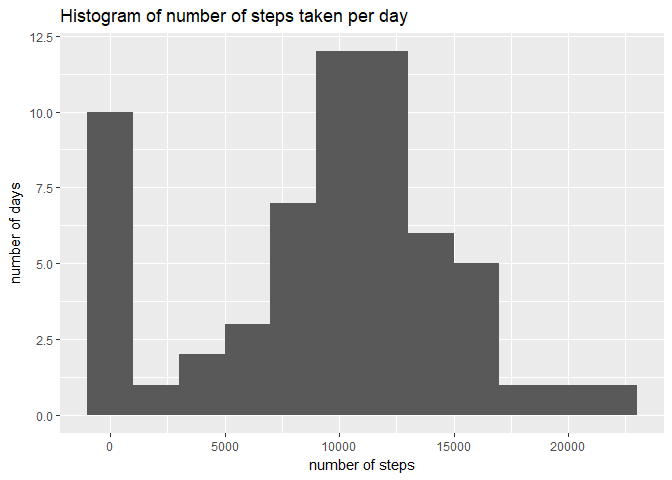 Histogram of number of steps taken per day
12.5
10.0
7.5
5.0
2.5
0.0
number of days
0 5000 10000 15000 20000
number of steps